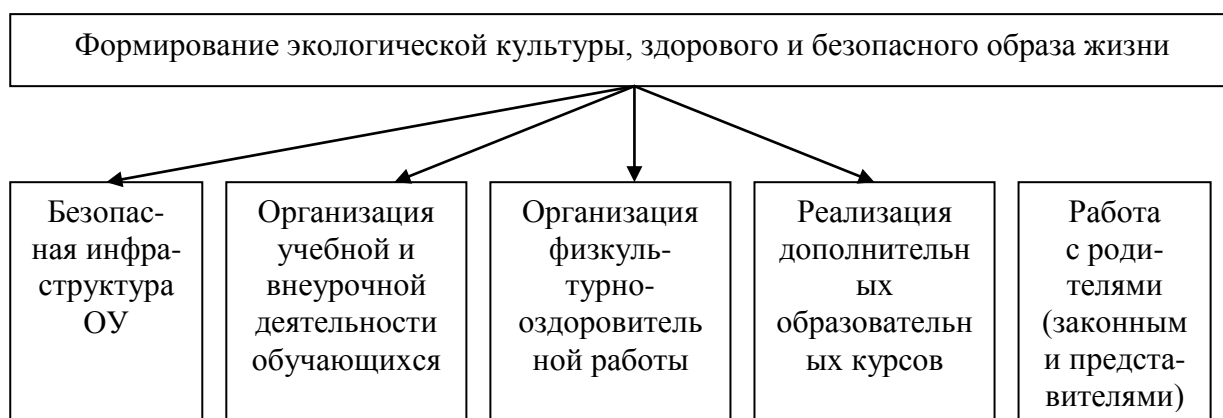 Формирование экологической культуры, здорового и безопасного образа жизни
Безопас-
ная инфра-
структура
ОУ
Организация
учебной и
внеурочной
деятельности
обучающихся
Организация
физкуль-
турно-
оздоровитель
ной работы
Реализация
дополнительн
ых
образовательн
ых курсов
Работа
с роди-
телями
(законным
и предста-
вителями)